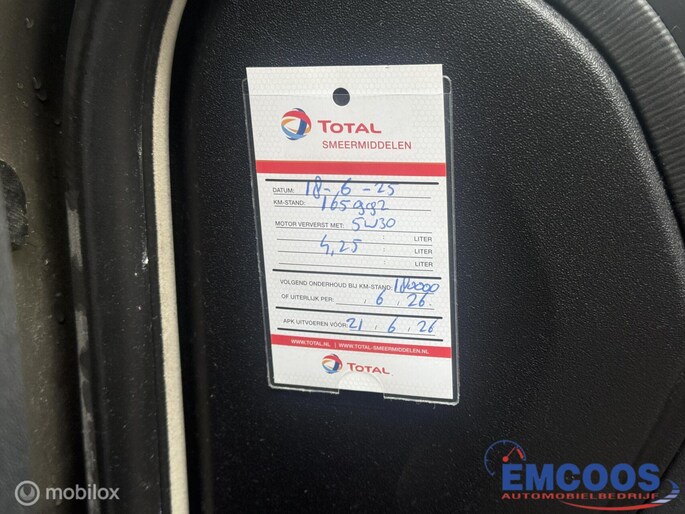 TOTAL
SMEERMIDDELEN
DATUM: 18-6-25
KM-STAND: 165992
MOTOR VERVERST MET: 5W30
4,25 LITER
LITER
LITER
VOLGEND ONDERHOUD BIJ KM-STAND: 180000
OF UITERLIJK PER: . 6 . 26.
APK UITVOEREN VÓÓR: 21 . 6 . 26
WWW.TOTAL.NL | WWW.TOTAL-SMEERMIDDELEN.NL
TOTAL
mobilox
EMCOOS
AUTOMOBIELBEDRIJF